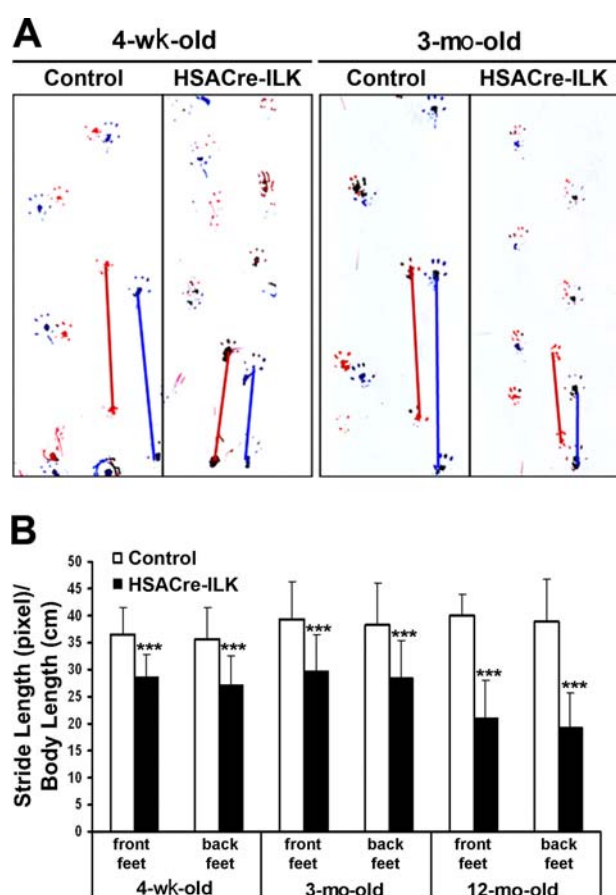 A
4-wk-old 3-mo-old
Control HSACre-ILK Control HSACre-ILK
B
Stride Length (pixel)/
Body Length (cm)
50
45
40
35
30
25
20
15
10
5
0
Control
HSACre-ILK
*** *** *** *** *** ***
front feet back feet front feet back feet front feet back feet
4-wk-old 3-mo-old 12-mo-old